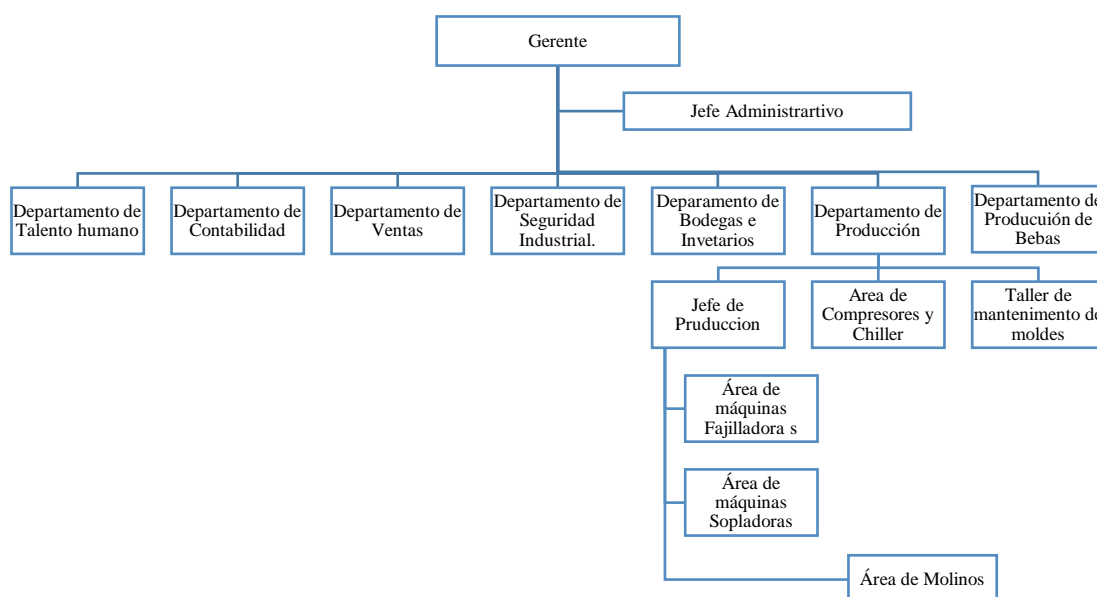 Gerente
Jefe Administrartivo
Departamento de
Talento humano
Departamento de
Contabilidad
Departamento de
Ventas
Departamento de
Seguridad
Industrial.
Deparamento de
Bodegas e
Invetarios
Departamento de
Producción
Departamento de
Producuión de
Bebas
Jefe de
Pruduccion
Area de
Compresores y
Chiller
Taller de
mantenimento de
moldes
Área de
máquinas
Fajilladora s
Área de
máquinas
Sopladoras
Área de Molinos